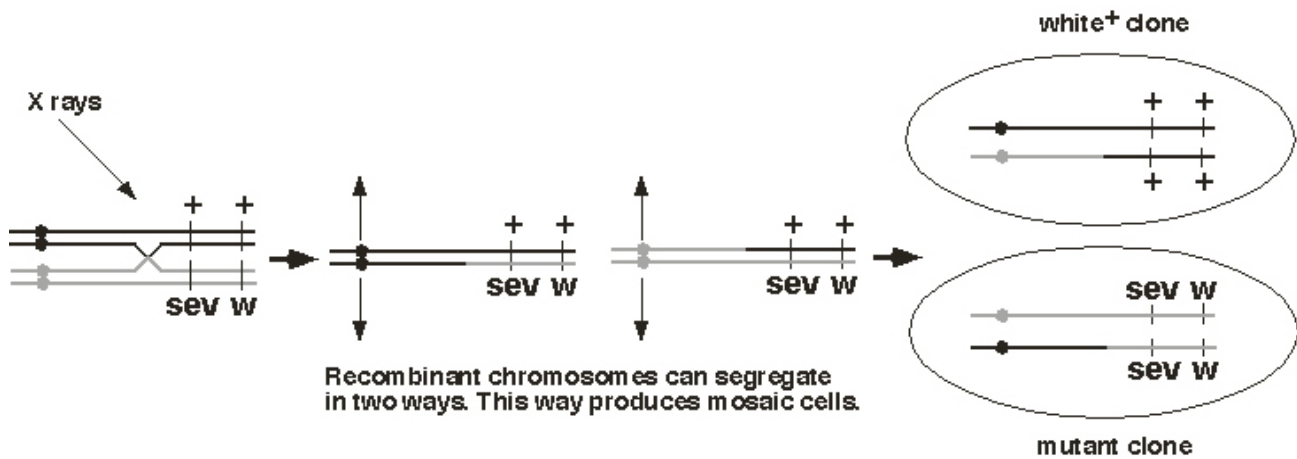 white+ clone
X rays
+ +
+ +
+ +
+ +
+ +
sev w
sev w
sev w
sev w
sev w
Recombinant chromosomes can segregate
in two ways. This way produces mosaic cells.
mutant clone